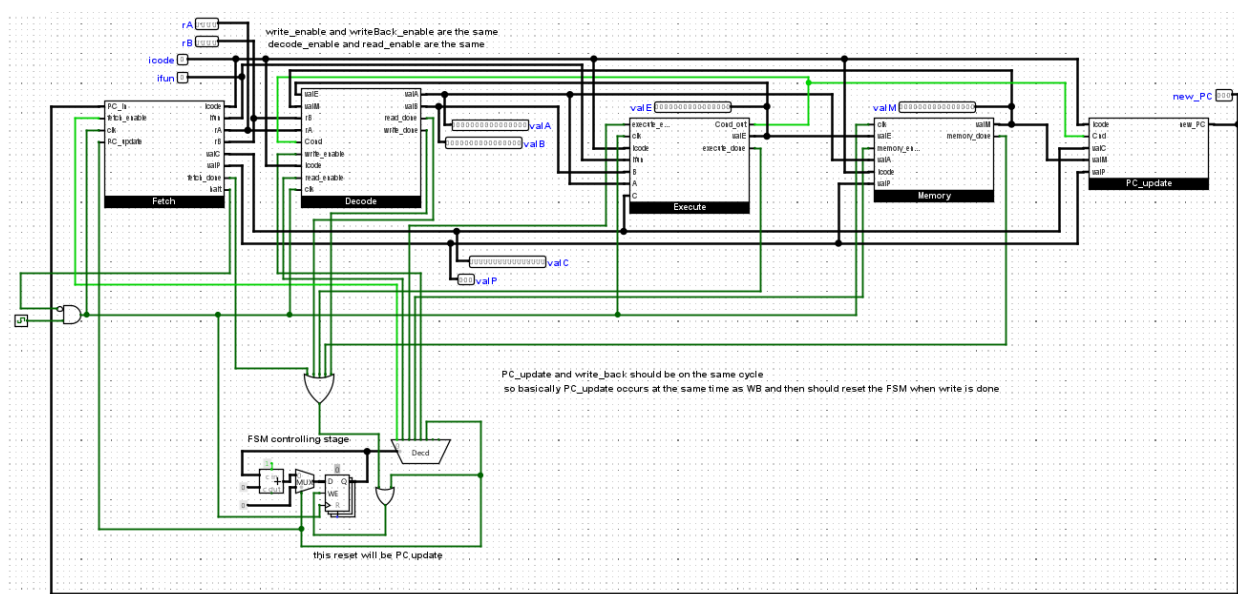 rA
rB
write_enable and writeBack_enable are the same
decode_enable and read_enable are the same
icode
ifun
valE
valM
new_PC
PC_in
fetch_enable
clk
PC_update
Icode
Ifun
rA
rB
valC
valP
fetch_done
halt
Fetch
valE
valM
rB
rA
Cond
write_enable
Icode
read_enable
clk
valA
valB
read_done
write_done
Decode
valA
valB
execute_e...
clk
Icode
Ifun
B
A
C
Cond_out
valE
execute_done
Execute
clk
valE
memory_en...
valA
Icode
valP
valM
memory_done
Memory
Icode
Cnd
valC
valM
valP
new_PC
PC_update
valC
valP
PC_update and write_back should be on the same cycle
so basically PC_update occurs at the same time as WB and then should reset the FSM when write is done
FSM controlling stage
Decd
MUX
D Q
WE
R
this reset will be PC update